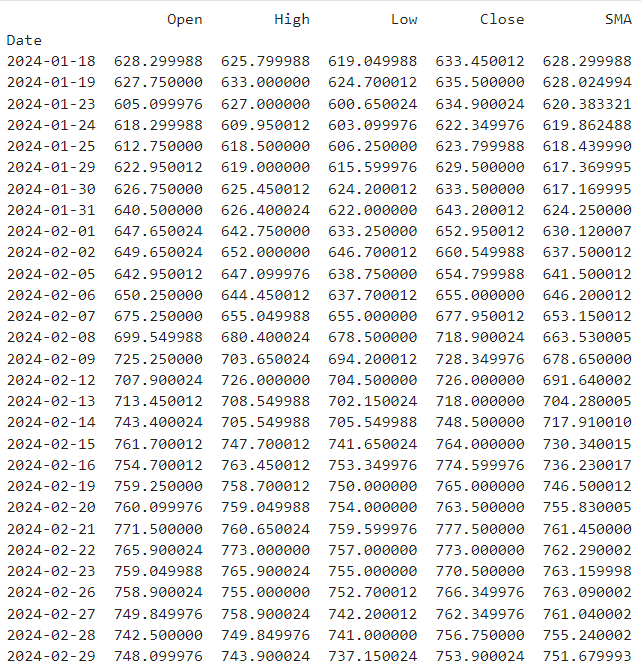 Open High Low Close SMA
Date
2024-01-18 628.299988 625.799988 619.049988 633.450012 628.299988
2024-01-19 627.750000 633.000000 624.700012 635.500000 628.024994
2024-01-23 605.099976 627.000000 600.650024 634.900024 620.383321
2024-01-24 618.299988 609.950012 603.099976 622.349976 619.862488
2024-01-25 612.750000 618.500000 606.250000 623.799988 618.439990
2024-01-29 622.950012 619.000000 615.599976 629.500000 617.369995
2024-01-30 626.750000 625.450012 624.200012 633.500000 617.169995
2024-01-31 640.500000 626.400024 622.000000 643.200012 624.250000
2024-02-01 647.650024 642.750000 633.250000 652.950012 630.120007
2024-02-02 649.650024 652.000000 646.700012 660.549988 637.500012
2024-02-05 642.950012 647.099976 638.750000 654.799988 641.500012
2024-02-06 650.250000 644.450012 637.700012 655.000000 646.200012
2024-02-07 675.250000 655.049988 655.000000 677.950012 653.150012
2024-02-08 699.549988 680.400024 678.500000 718.900024 663.530005
2024-02-09 725.250000 703.650024 694.200012 728.349976 678.650000
2024-02-12 707.900024 726.000000 704.500000 726.000000 691.640002
2024-02-13 713.450012 708.549988 702.150024 718.000000 704.280005
2024-02-14 743.400024 705.549988 705.549988 748.500000 717.910010
2024-02-15 761.700012 747.700012 741.650024 764.000000 730.340015
2024-02-16 754.700012 763.450012 753.349976 774.599976 736.230017
2024-02-19 759.250000 758.700012 750.000000 765.000000 746.500012
2024-02-20 760.099976 759.049988 754.000000 763.500000 755.830005
2024-02-21 771.500000 760.650024 759.599976 777.500000 761.450000
2024-02-22 765.900024 773.000000 757.000000 773.000000 762.290002
2024-02-23 759.049988 765.900024 755.000000 770.500000 763.159998
2024-02-26 758.900024 755.000000 752.700012 766.349976 763.090002
2024-02-27 749.849976 758.900024 742.200012 762.349976 761.040002
2024-02-28 742.500000 749.849976 741.000000 756.750000 755.240002
2024-02-29 748.099976 743.900024 737.150024 753.900024 751.679993